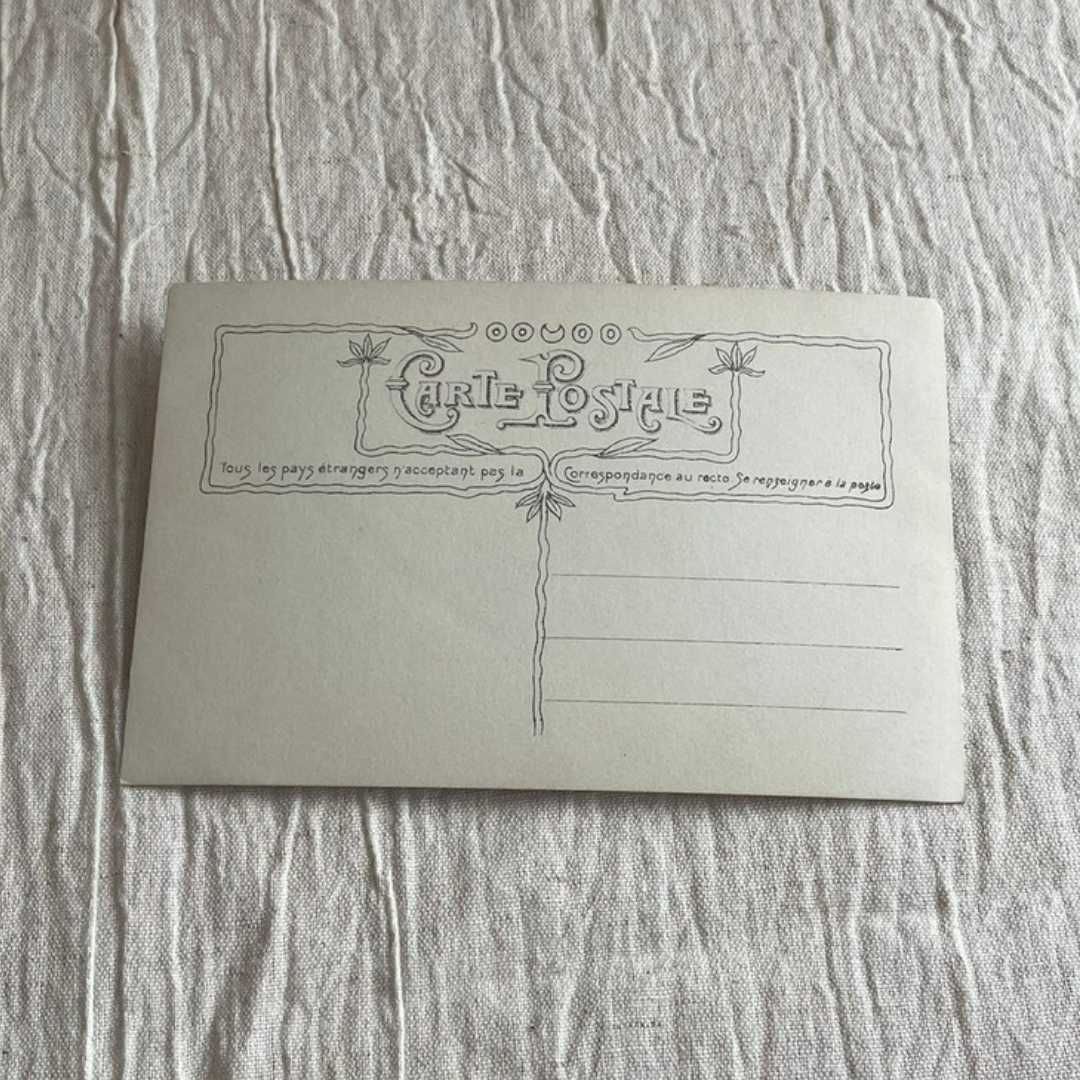 CARTE POSTALE
Tous les pays étrangers n'acceptant pas la Correspondance au recto Se renseigner à la poste